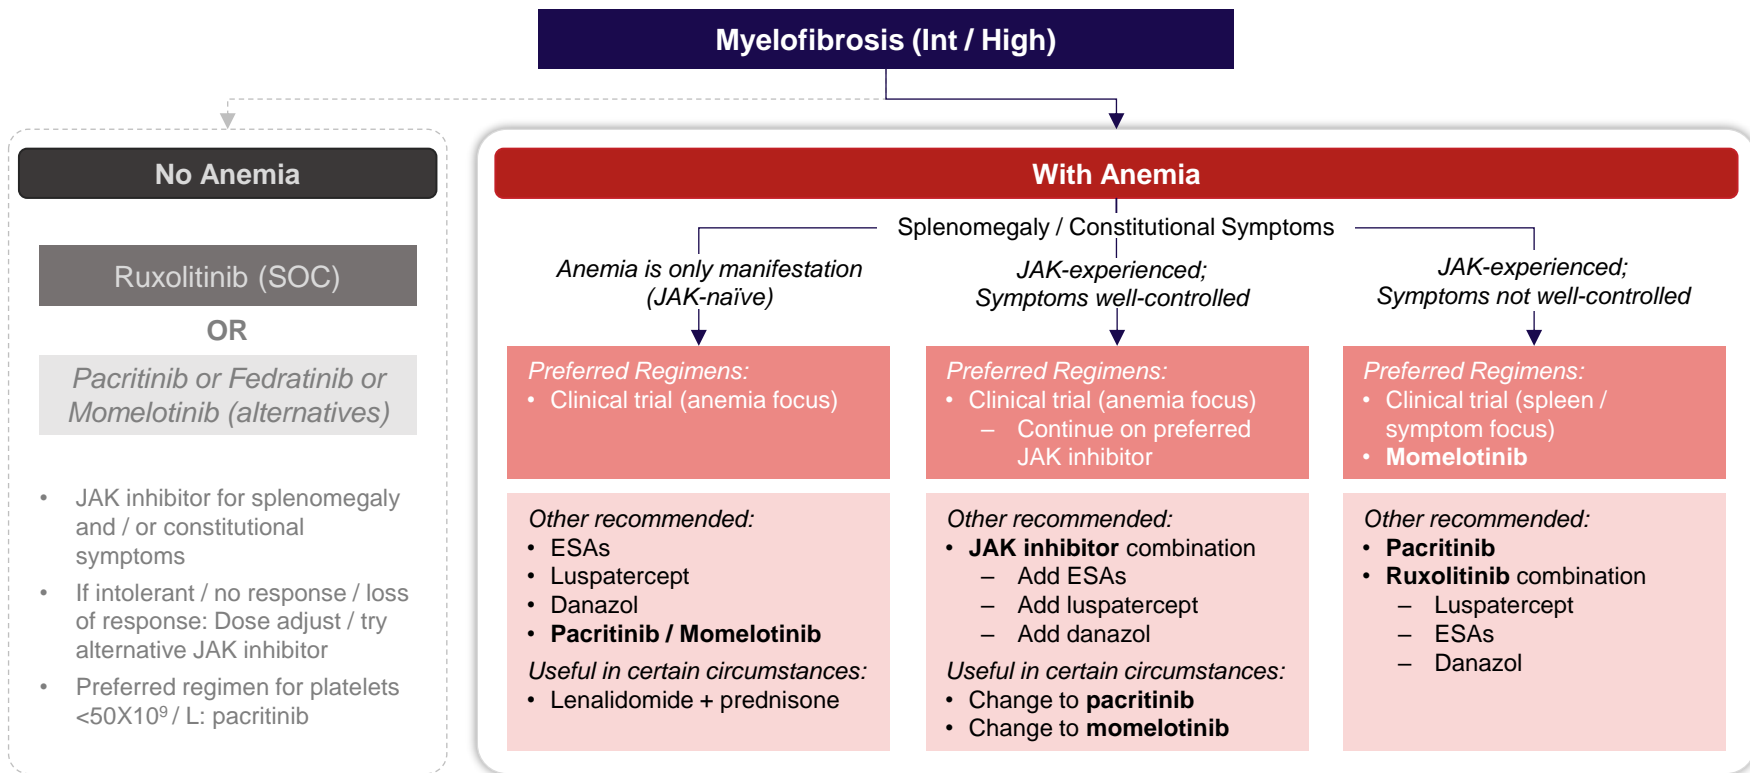 Myelofibrosis (Int / High)
No Anemia
Ruxolitinib (SOC)
OR
Pacritinib or Fedratinib or
Momelotinib (alternatives)
• JAK inhibitor for splenomegaly
and / or constitutional
symptoms
• If intolerant / no response / loss
of response: Dose adjust / try
alternative JAK inhibitor
• Preferred regimen for platelets
<50X10⁹ / L: pacritinib
With Anemia
Splenomegaly / Constitutional Symptoms
Anemia is only manifestation
(JAK-naïve)
Preferred Regimens:
• Clinical trial (anemia focus)
Other recommended:
• ESAs
• Luspatercept
• Danazol
• Pacritinib / Momelotinib
Useful in certain circumstances:
• Lenalidomide + prednisone
JAK-experienced;
Symptoms well-controlled
Preferred Regimens:
• Clinical trial (anemia focus)
– Continue on preferred
JAK inhibitor
Other recommended:
• JAK inhibitor combination
– Add ESAs
– Add luspatercept
– Add danazol
Useful in certain circumstances:
• Change to pacritinib
• Change to momelotinib
JAK-experienced;
Symptoms not well-controlled
Preferred Regimens:
• Clinical trial (spleen /
symptom focus)
• Momelotinib
Other recommended:
• Pacritinib
• Ruxolitinib combination
– Luspatercept
– ESAs
– Danazol